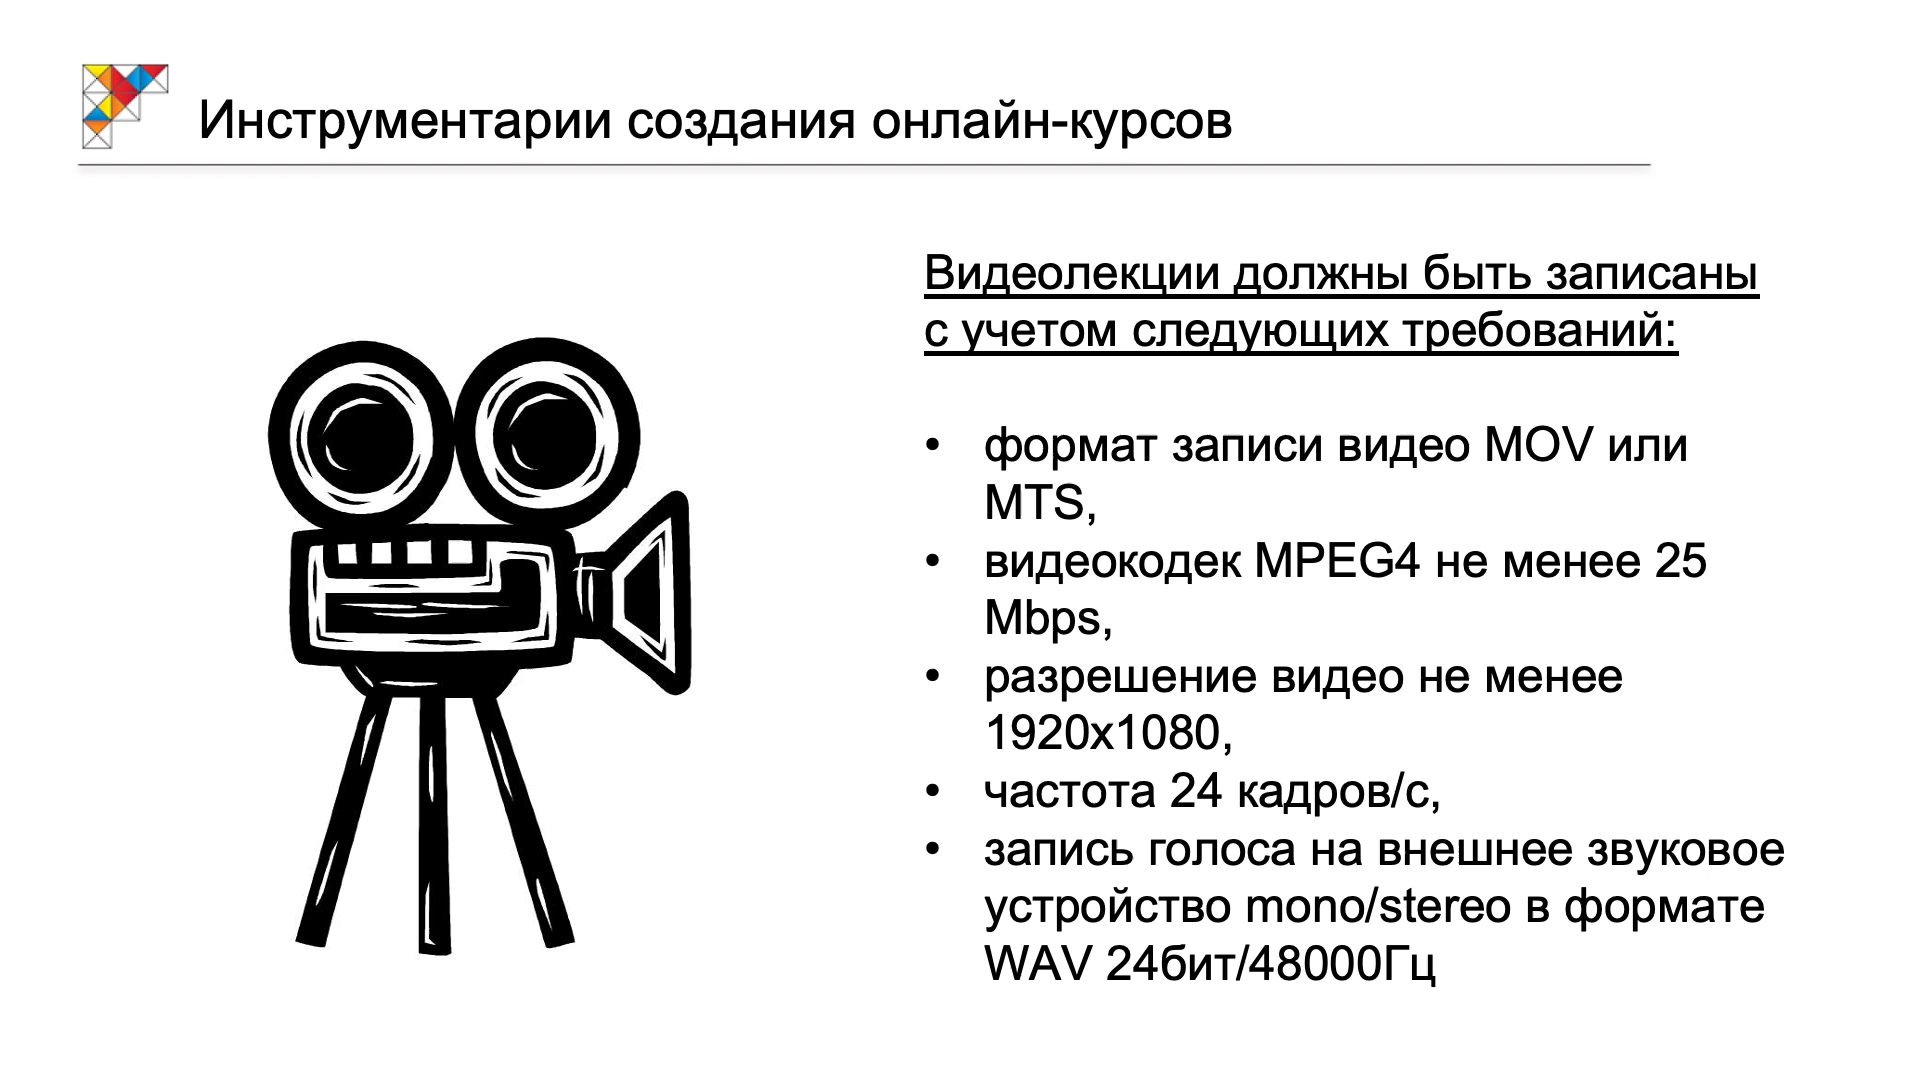 Инструментарии создания онлайн-курсов
Видеолекции должны быть записаны
с учетом следующих требований:
• формат записи видео MOV или
MTS,
• видеокодек MPEG4 не менее 25
Mbps,
• разрешение видео не менее
1920x1080,
• частота 24 кадров/с,
• запись голоса на внешнее звуковое
устройство mono/stereo в формате
WAV 24бит/48000Гц